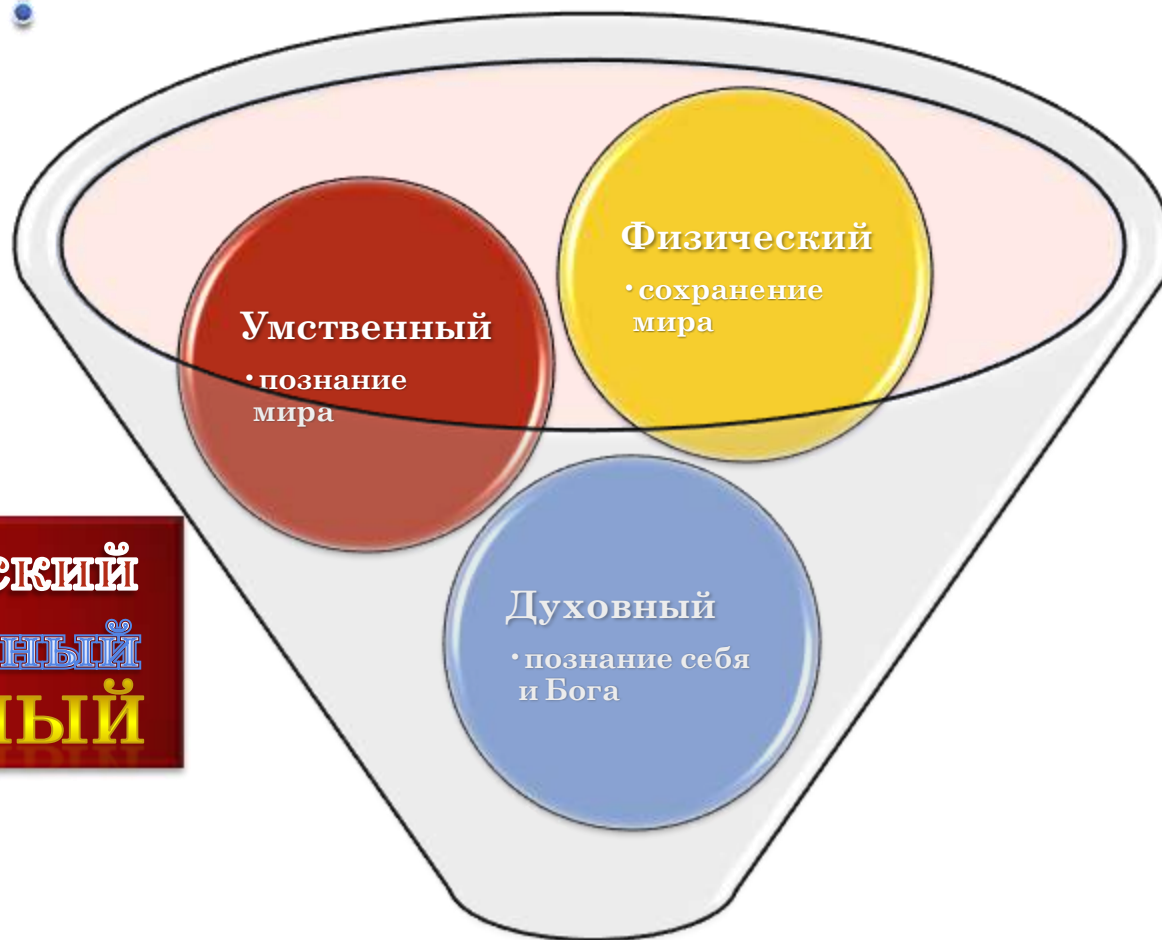 Физический
•сохранение
мира
Умственный
•познание
мира
Духовный
•познание себя
и Бога